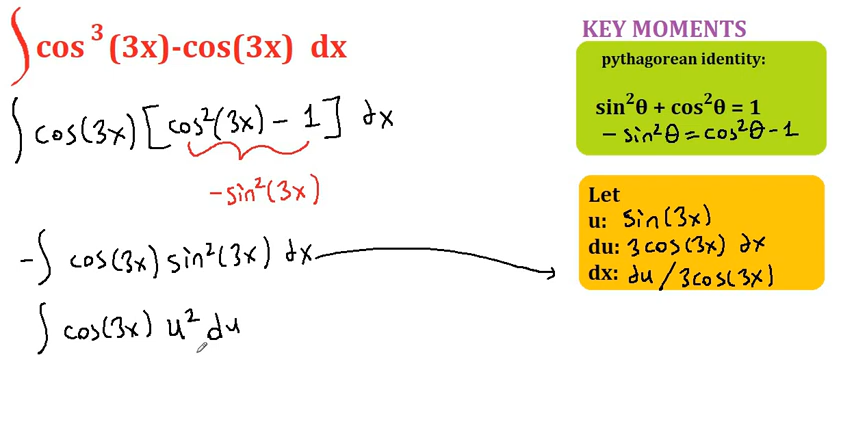 ∫cos³(3x)-cos(3x) dx
∫cos(3x)[cos²(3x) - 1] dx
-sin²(3x)
-∫ cos(3x) sin²(3x) dx
∫ cos(3x) u² du
KEY MOMENTS
pythagorean identity:
sin²θ + cos²θ = 1
-sin²θ = cos²θ - 1
Let
u: sin(3x)
du: 3cos(3x) dx
dx: du/3cos(3x)